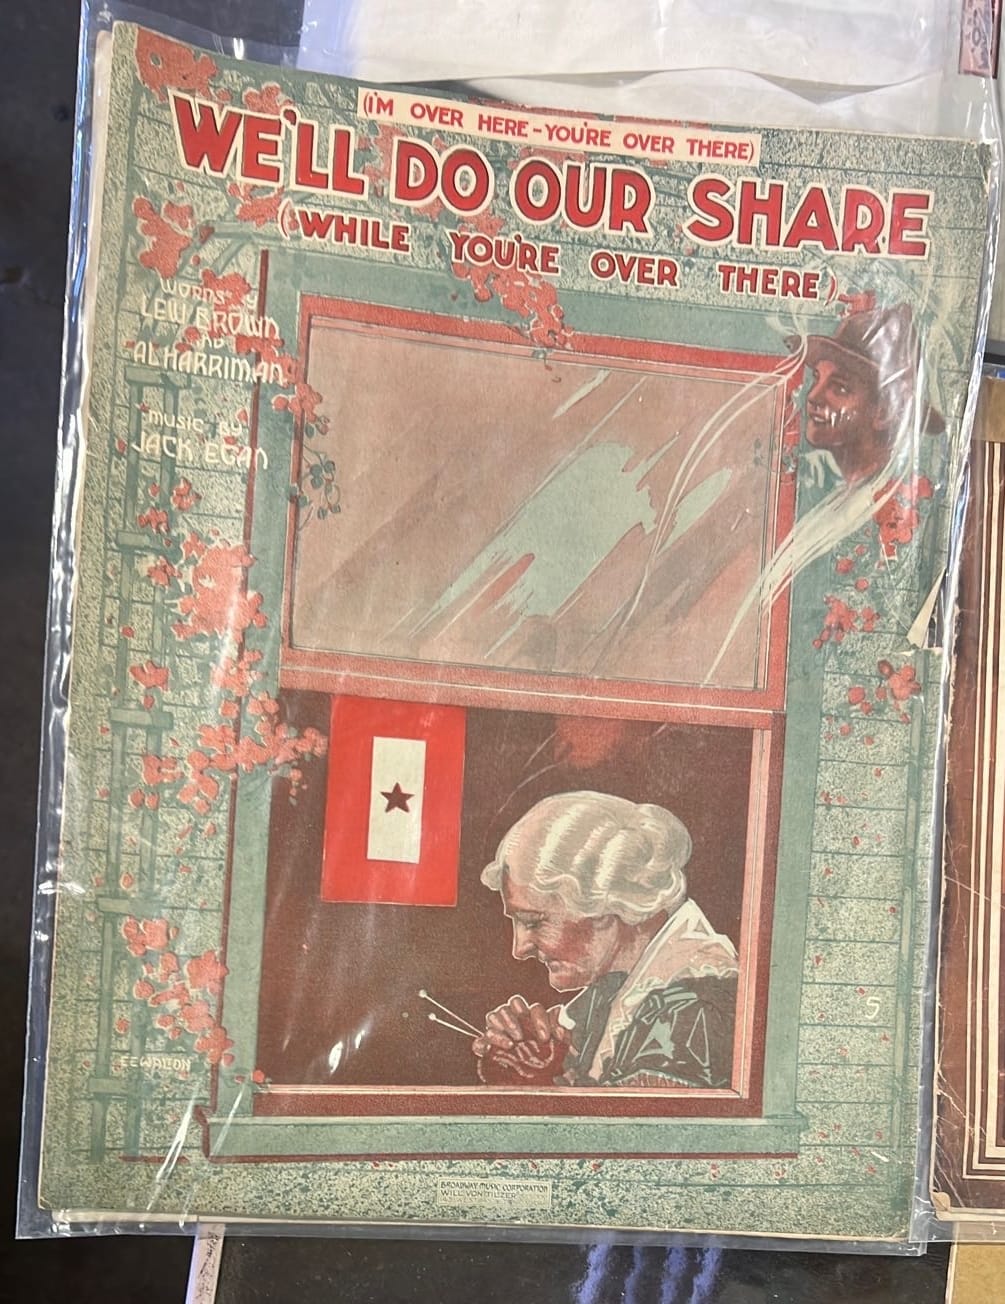 (I'M OVER HERE-YOU'RE OVER THERE)
WE'LL DO OUR SHARE
(WHILE YOU'RE OVER THERE)
WORDS BY
LEW BROWN
AND
AL HARRIMAN
MUSIC BY
JACK EGAN
5
E E WALTON
BROADWAY MUSIC CORPORATION
WILL VON TILZER